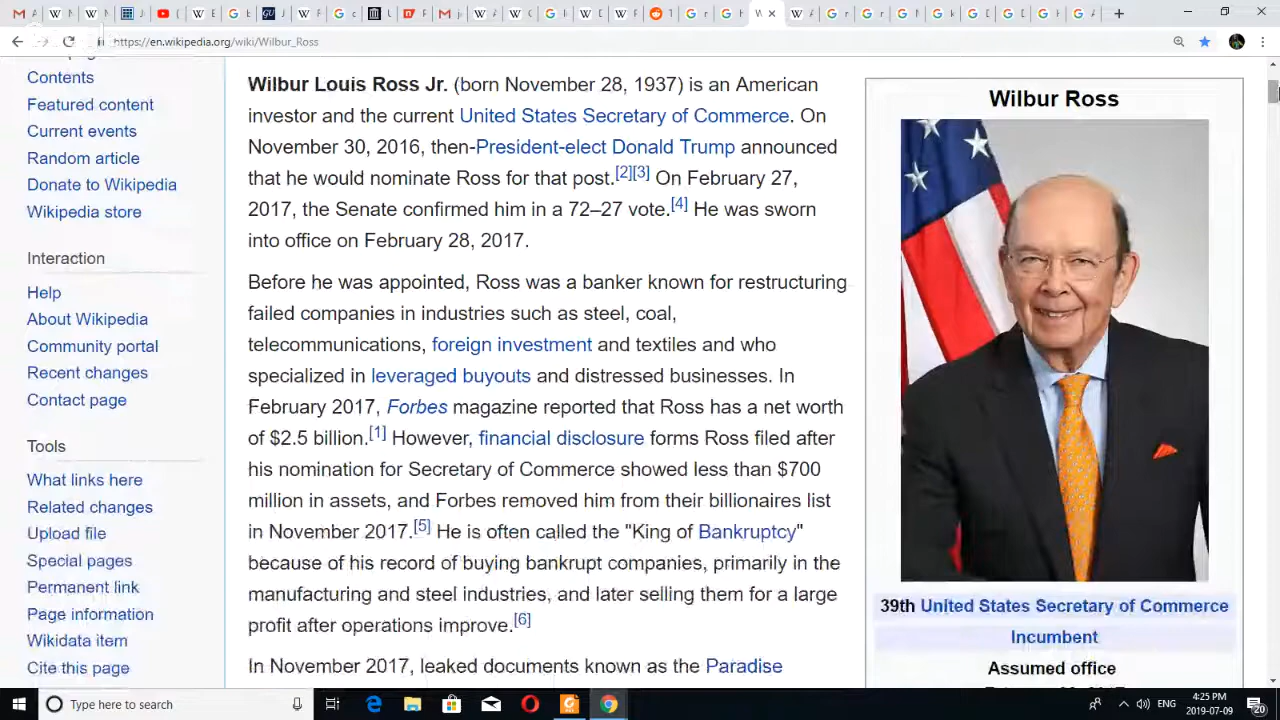 https://en.wikipedia.org/wiki/Wilbur_Ross
Contents
Featured content
Current events
Random article
Donate to Wikipedia
Wikipedia store
Interaction
Help
About Wikipedia
Community portal
Recent changes
Contact page
Tools
What links here
Related changes
Upload file
Special pages
Permanent link
Page information
Wikidata item
Cite this page
Wilbur Louis Ross Jr. (born November 28, 1937) is an American
investor and the current United States Secretary of Commerce. On
November 30, 2016, then-President-elect Donald Trump announced
that he would nominate Ross for that post.[2][3] On February 27,
2017, the Senate confirmed him in a 72–27 vote.[4] He was sworn
into office on February 28, 2017.
Before he was appointed, Ross was a banker known for restructuring
failed companies in industries such as steel, coal,
telecommunications, foreign investment and textiles and who
specialized in leveraged buyouts and distressed businesses. In
February 2017, Forbes magazine reported that Ross has a net worth
of $2.5 billion.[1] However, financial disclosure forms Ross filed after
his nomination for Secretary of Commerce showed less than $700
million in assets, and Forbes removed him from their billionaires list
in November 2017.[5] He is often called the "King of Bankruptcy"
because of his record of buying bankrupt companies, primarily in the
manufacturing and steel industries, and later selling them for a large
profit after operations improve.[6]
In November 2017, leaked documents known as the Paradise
Wilbur Ross
39th United States Secretary of Commerce
Incumbent
Assumed office
Type here to search
ENG
4:25 PM
2019-07-09
20